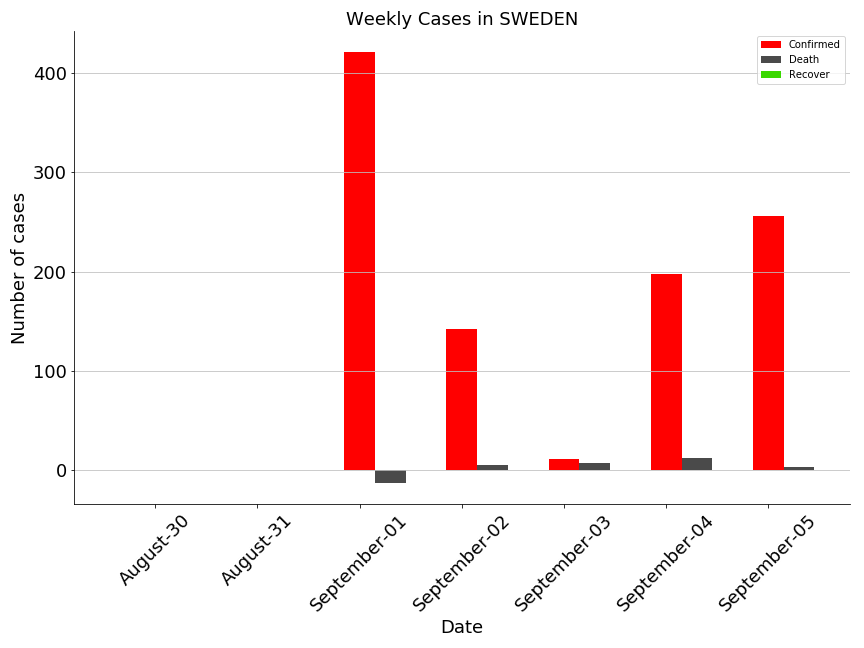 Weekly Cases in SWEDEN
Confirmed
Death
Recover
Number of cases
400
300
200
100
0
August-30
August-31
September-01
September-02
September-03
September-04
September-05
Date